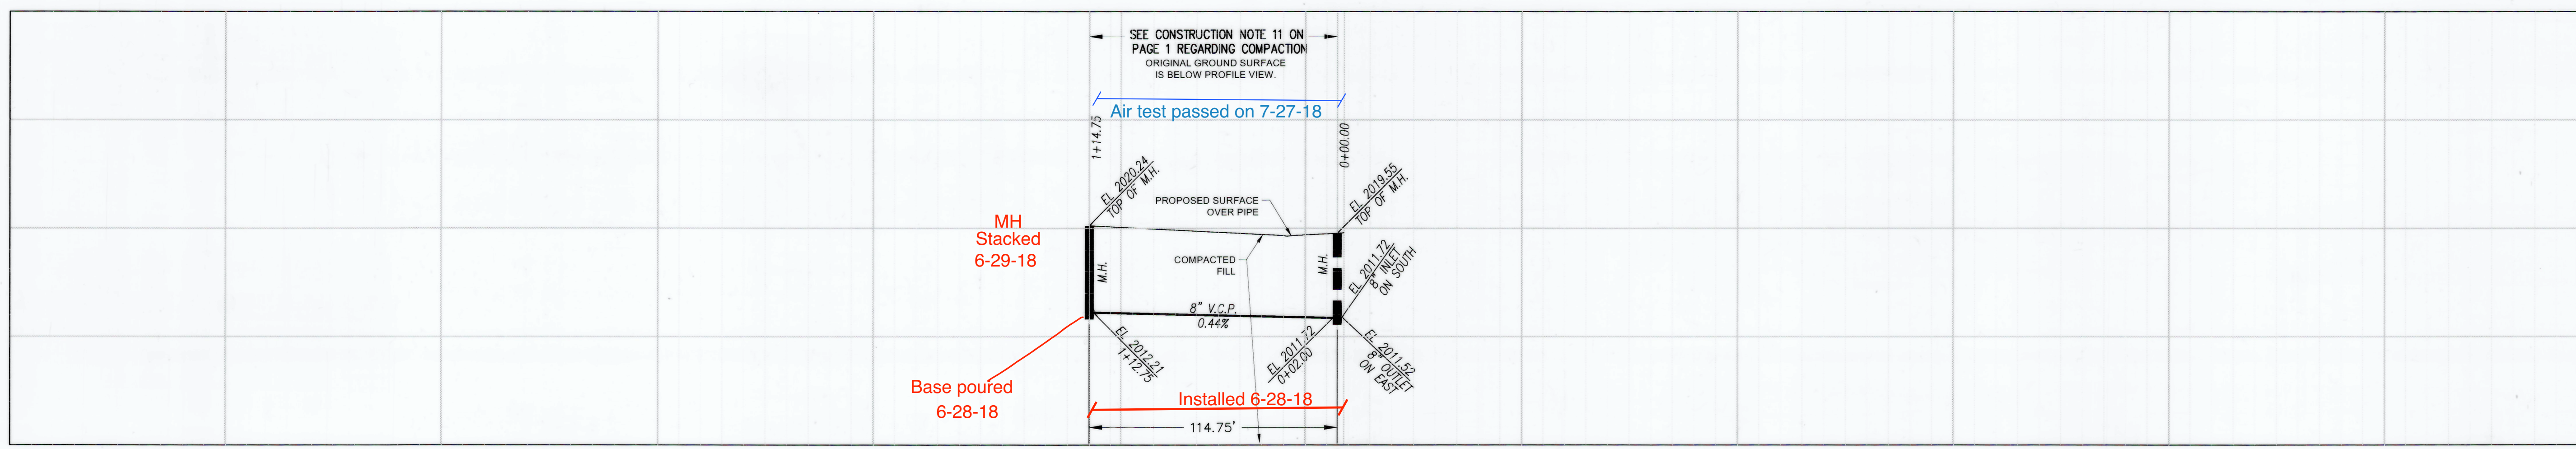 SEE CONSTRUCTION NOTE 11 ON
PAGE 1 REGARDING COMPACTION
ORIGINAL GROUND SURFACE
IS BELOW PROFILE VIEW.
Air test passed on 7-27-18
1+14.75
0+00.00
EL 2020.24
TOP OF M.H.
PROPOSED SURFACE
OVER PIPE
EL 2019.55
TOP OF M.H.
MH
Stacked
6-29-18
M.H.
COMPACTED
FILL
M.H.
EL 2011.72
8" INLET
ON SOUTH
8" V.C.P.
0.44%
EL 2012.21
1+12.75
EL 2011.72
0+02.00
EL 2011.52
8" OUTLET
ON EAST
Base poured
6-28-18
Installed 6-28-18
114.75'